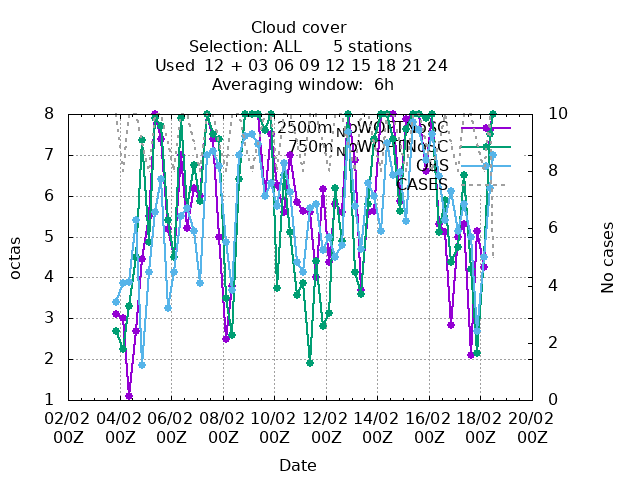 Cloud cover
Selection: ALL      5 stations
Used  12 + 03 06 09 12 15 18 21 24
Averaging window:  6h
2500m_NoWOTTNoSC
750m_NoWOTTNoSC
OBS
CASES
octas
8
7
6
5
4
3
2
1
No cases
10
8
6
4
2
0
02/02 04/02 06/02 08/02 10/02 12/02 14/02 16/02 18/02 20/02
00Z 00Z 00Z 00Z 00Z 00Z 00Z 00Z 00Z 00Z
Date